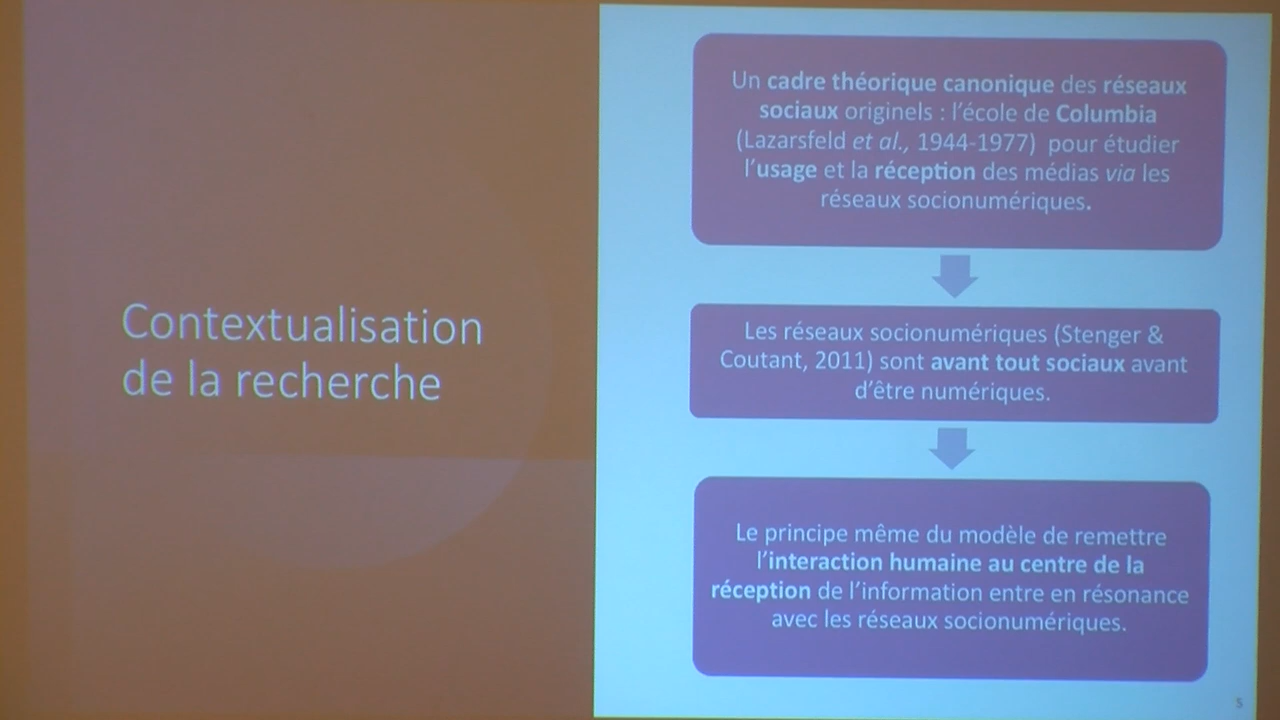 Contextualisation
de la recherche
Un cadre théorique canonique des réseaux
sociaux originels : l'école de Columbia
(Lazarsfeld et al., 1944-1977) pour étudier
l'usage et la réception des médias via les
réseaux socionumériques.
Les réseaux socionumériques (Stenger &
Coutant, 2011) sont avant tout sociaux avant
d'être numériques.
Le principe même du modèle de remettre
l'interaction humaine au centre de la
réception de l'information entre en résonance
avec les réseaux socionumériques.
5